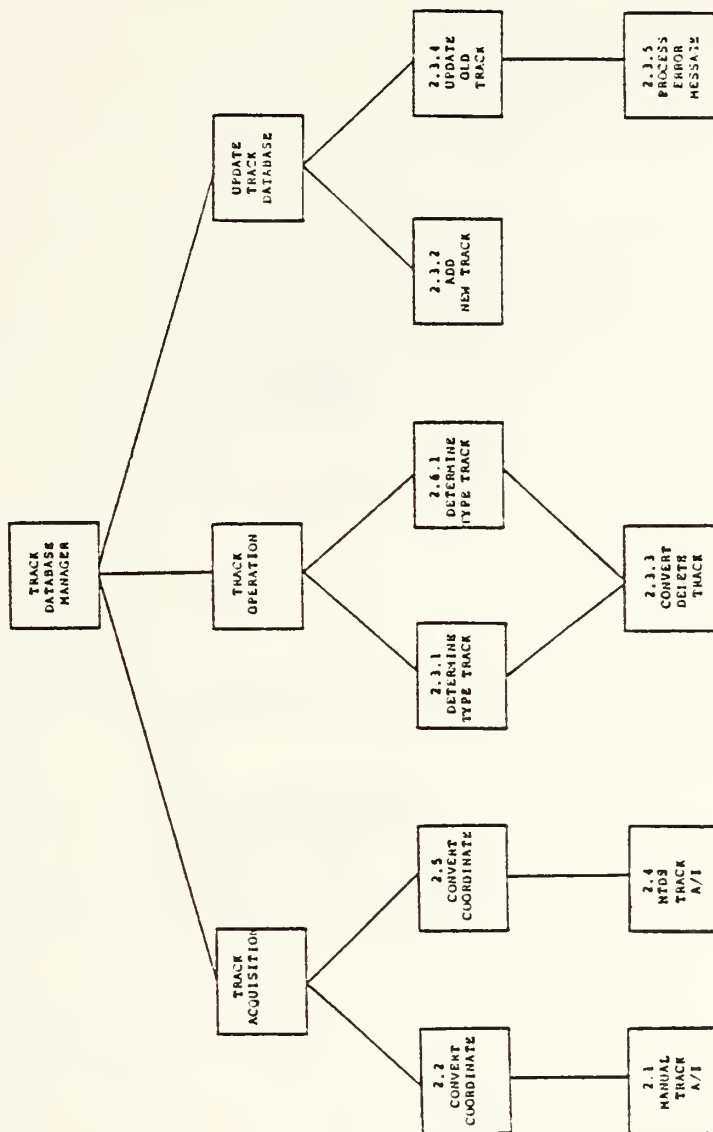 TRACK
DATABASE
MANAGER
TRACK
ACQUISITION
TRACK
OPERATION
UPDATE
TRACK
DATABASE
2.2
CONVERT
COORDINATE
2.5
CONVERT
COORDINATE
2.3.1
DETERMINE
TYPE TRACK
2.6.1
DETERMINE
TYPE TRACK
2.3.2
ADD
NEW TRACK
2.3.4
UPDATE
OLD
TRACK
2.1
MANUAL
TRACK
A/I
2.4
NTDS
TRACK
A/I
2.3.3
CONVERT
DELETE
TRACK
2.3.5
PROCESS
ERROR
MESSAGE